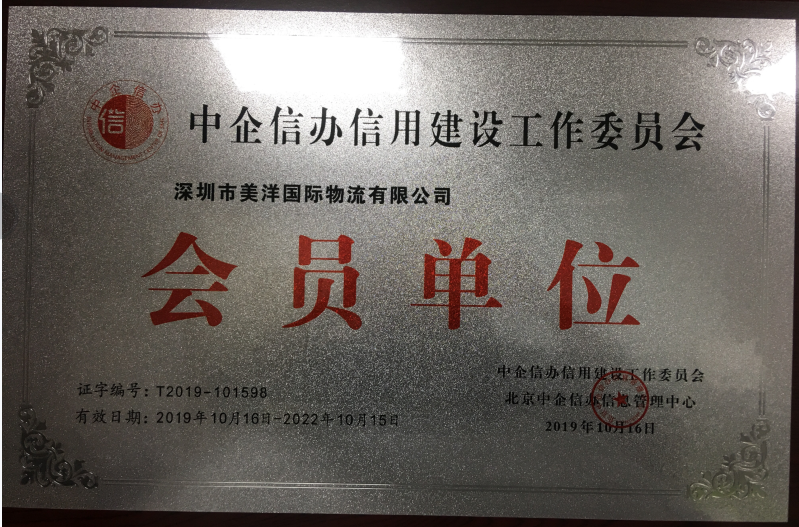 中企信办
信
中企信办信用建设工作委员会
深圳市美洋国际物流有限公司
会员单位
证字编号：T2019-101598
有效日期：2019年10月16日-2022年10月15日
中企信办信用建设工作委员会
北京中企信办信息管理中心
2019年10月16日